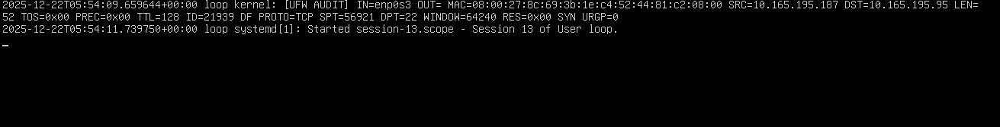 2025-12-22T05:54:09.659644+00:00 loop kernel: [UFW AUDIT] IN=enp0s3 OUT= MAC=08:00:27:8c:69:3b:1e:c4:52:44:81:c2:08:00 SRC=10.165.195.187 DST=10.165.195.95 LEN=
52 TOS=0x00 PREC=0x00 TTL=128 ID=21939 DF PROTO=TCP SPT=56921 DPT=22 WINDOW=64240 RES=0x00 SYN URGP=0
2025-12-22T05:54:11.739750+00:00 loop systemd[1]: Started session-13.scope - Session 13 of User loop.